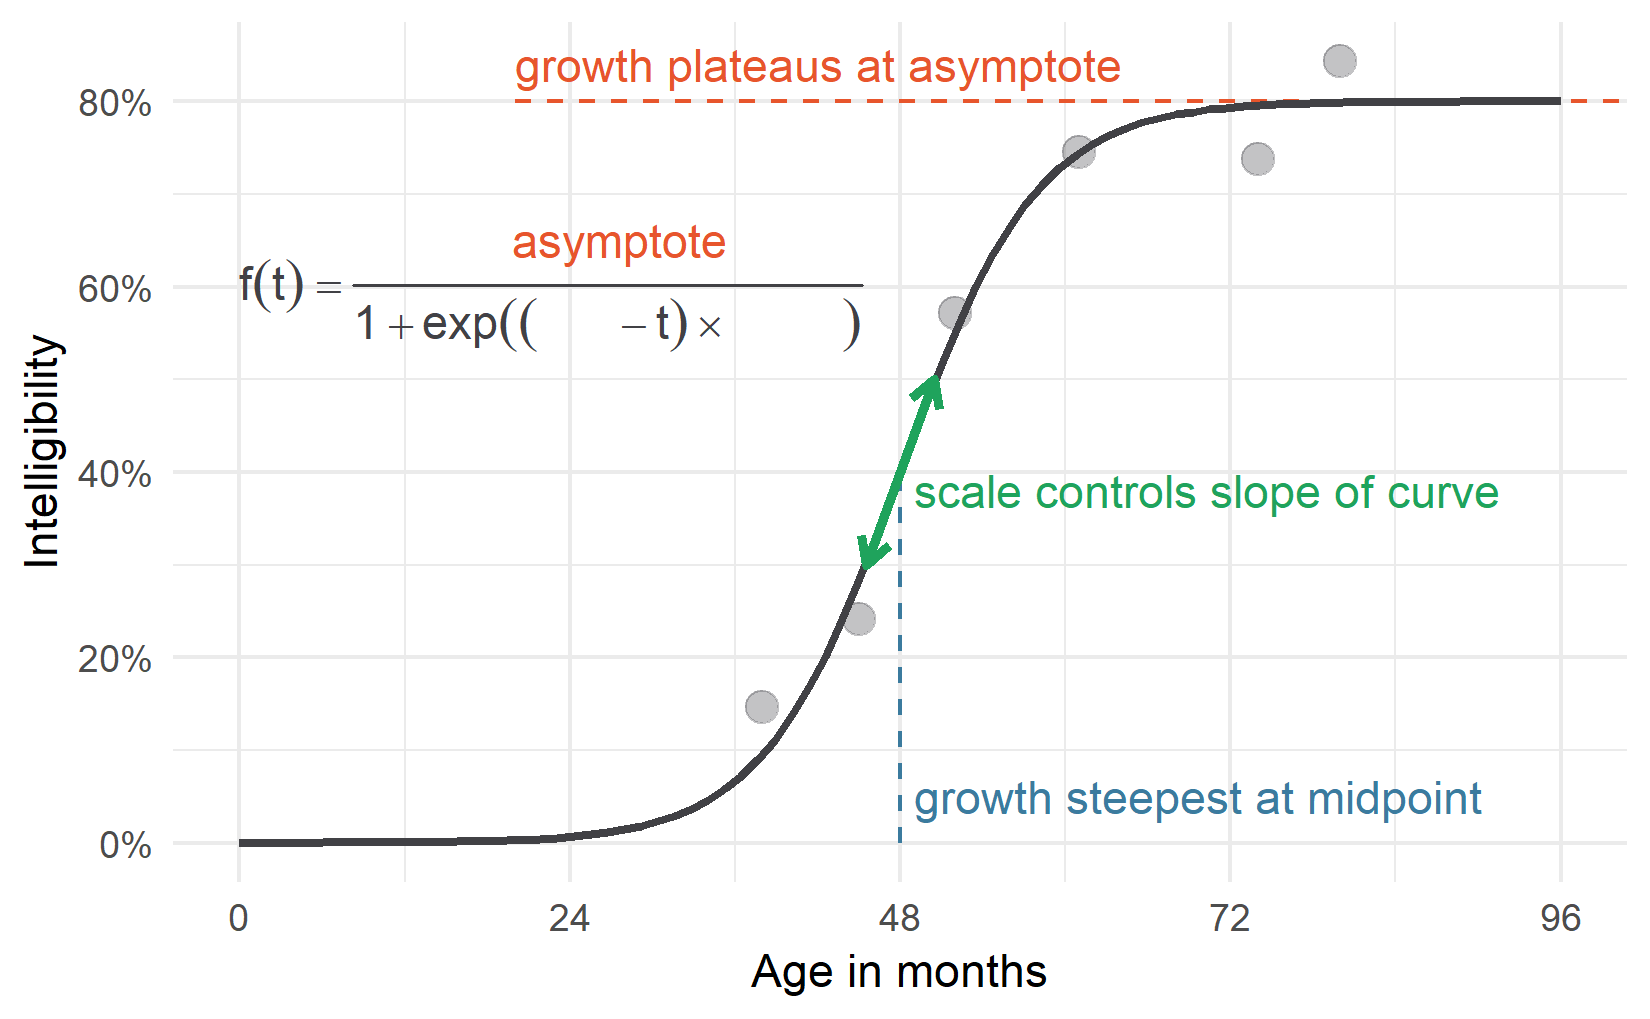 growth plateaus at asymptote
80%
asymptote
f(t) = 
1 + exp(( − t) × )
60%
Intelligibility
40%
scale controls slope of curve
20%
growth steepest at midpoint
0%
0 24 48 72 96
Age in months